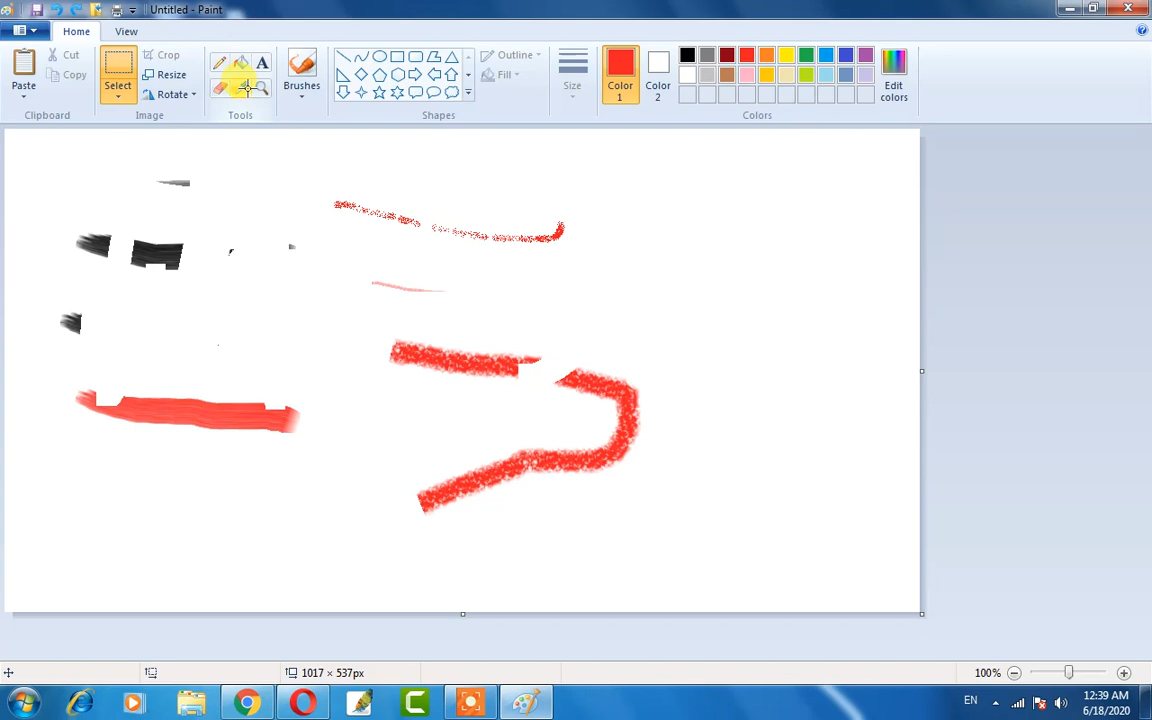 Untitled - Paint
Home View
Cut
Copy
Paste
Clipboard
Select
Crop
Resize
Rotate
Image
A
Tools
Brushes
Outline
Fill
Shapes
Size
Color 1
Color 2
Edit colors
Colors
1017 × 537px
100%
EN
12:39 AM
6/18/2020